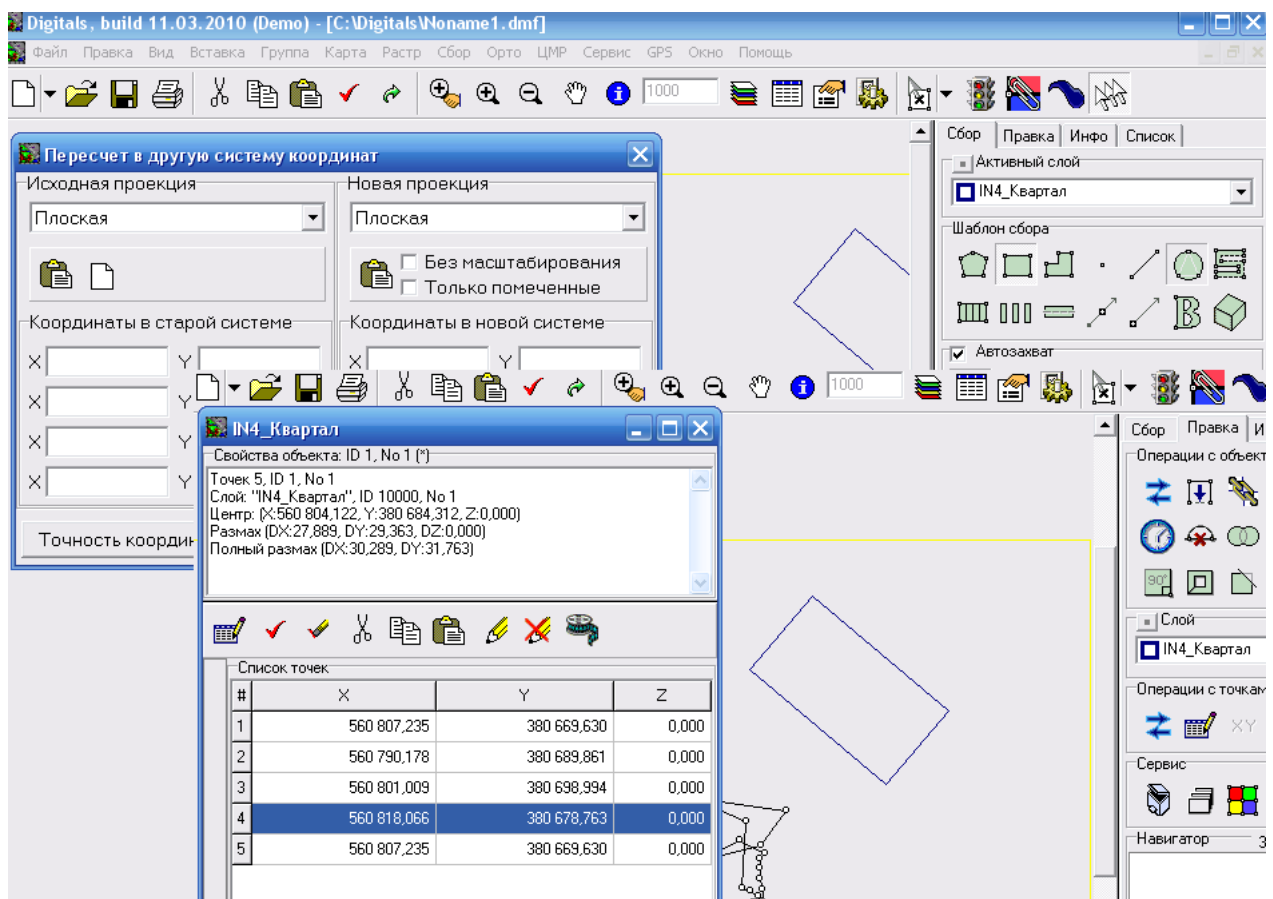 Digitals, build 11.03.2010 (Demo) - [C:\Digitals\Noname1.dmf]
Файл Правка Вид Вставка Группа Карта Растр Сбор Орто ЦМР Сервис GPS Окно Помощь
1000
Пересчет в другую систему координат
Исходная проекция
Новая проекция
Плоская
Плоская
Без масштабирования
Только помеченные
Координаты в старой системе
Координаты в новой системе
X Y X Y
X Y
X Y
X Y
Точность коорди
Сбор Правка Инфо Список
Активный слой
IN4_Квартал
Шаблон сбора
Автозахват
1000
IN4_Квартал
Свойства объекта: ID 1, No 1 (*)
Точек 5, ID 1, No 1
Слой: "IN4_Квартал", ID 10000, No 1
Центр: (X:560 804,122, Y:380 684,312, Z:0,000)
Размах (DX:27,889, DY:29,363, DZ:0,000)
Полный размах (DX:30,289, DY:31,763)
Список точек
# X Y Z
1 560 807,235 380 669,630 0,000
2 560 790,178 380 689,861 0,000
3 560 801,009 380 698,994 0,000
4 560 818,066 380 678,763 0,000
5 560 807,235 380 669,630 0,000
Сбор Правка И
Операции с объект
90°
Слой
IN4_Квартал
Операции с точкам
XY
Сервис
Навигатор 3